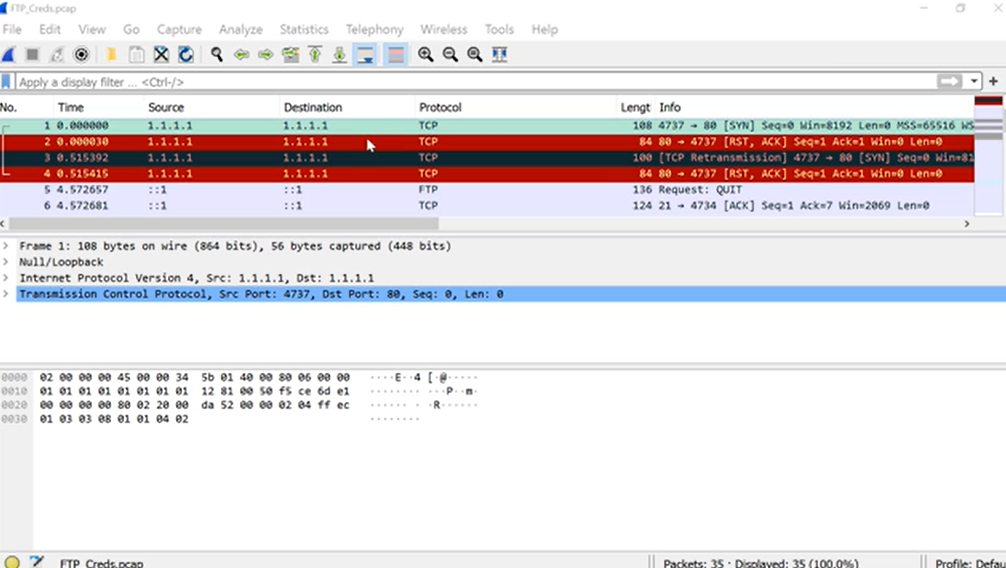 FTP_Creds.pcap
File Edit View Go Capture Analyze Statistics Telephony Wireless Tools Help
Apply a display filter ... <Ctrl-/>
No. Time Source Destination Protocol Lengt Info
1 0.000000 1.1.1.1 1.1.1.1 TCP 108 4737 → 80 [SYN] Seq=0 Win=8192 Len=0 MSS=65516 WS
2 0.000030 1.1.1.1 1.1.1.1 TCP 84 80 → 4737 [RST, ACK] Seq=1 Ack=1 Win=0 Len=0
3 0.515392 1.1.1.1 1.1.1.1 TCP 100 [TCP Retransmission] 4737 → 80 [SYN] Seq=0 Win=81
4 0.515415 1.1.1.1 1.1.1.1 TCP 84 80 → 4737 [RST, ACK] Seq=1 Ack=1 Win=0 Len=0
5 4.572657 ::1 ::1 FTP 136 Request: QUIT
6 4.572681 ::1 ::1 TCP 124 21 → 4734 [ACK] Seq=1 Ack=7 Win=2069 Len=0
Frame 1: 108 bytes on wire (864 bits), 56 bytes captured (448 bits)
Null/Loopback
Internet Protocol Version 4, Src: 1.1.1.1, Dst: 1.1.1.1
Transmission Control Protocol, Src Port: 4737, Dst Port: 80, Seq: 0, Len: 0
0000 02 00 00 00 45 00 00 34 5b 01 40 00 80 06 00 00 ····E··4 [·@·····
0010 01 01 01 01 01 01 01 01 12 81 00 50 f5 ce 6d e1 ········ ···P··m·
0020 00 00 00 00 80 02 20 00 da 52 00 00 02 04 ff ec ······ · ·R······
0030 01 03 03 08 01 01 04 02 ········
FTP_Creds.pcap Packets: 35 · Displayed: 35 (100.0%) Profile: Defau